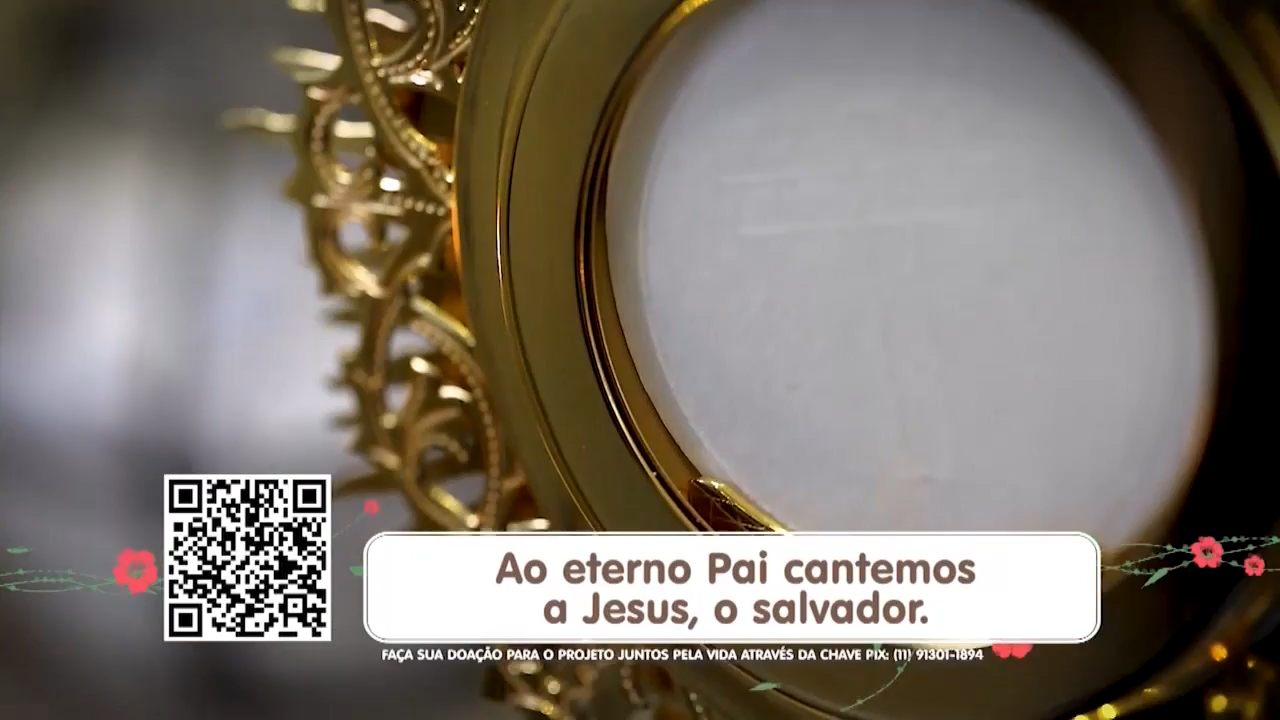 Ao eterno Pai cantemos
a Jesus, o salvador.
FAÇA SUA DOAÇÃO PARA O PROJETO JUNTOS PELA VIDA ATRAVÉS DA CHAVE PIX: (11) 91301-1894